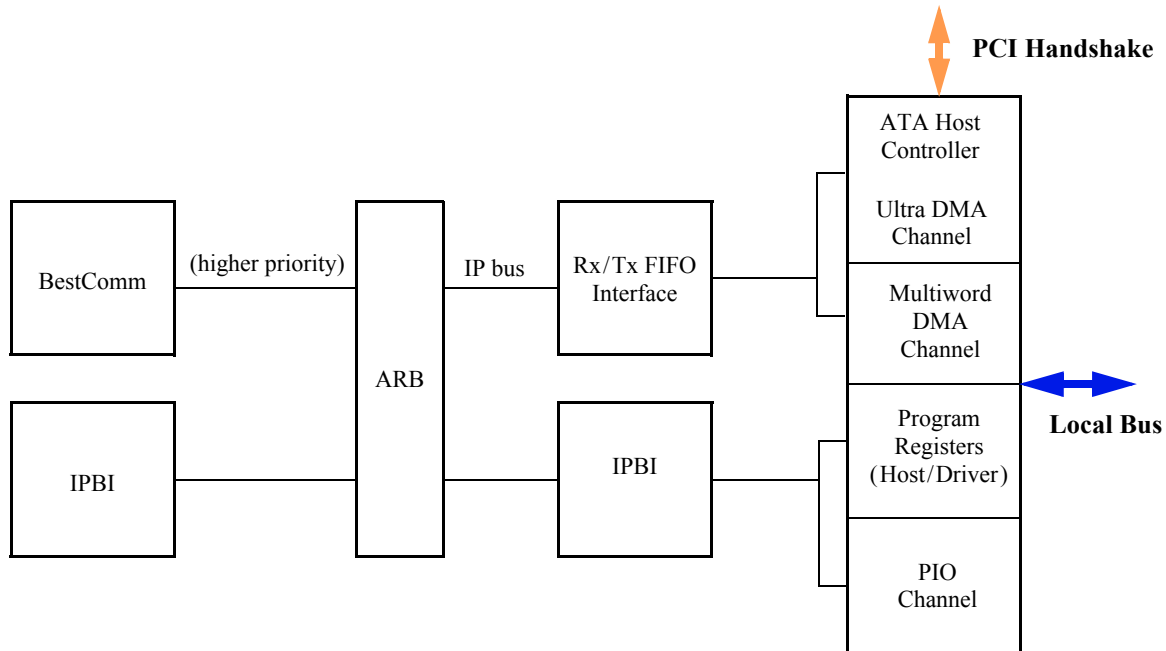 PCI Handshake
ATA Host
Controller
Ultra DMA
Channel
BestComm
(higher priority)
ARB
IP bus
Rx/Tx FIFO
Interface
Multiword
DMA
Channel
Local Bus
IPBI
IPBI
Program
Registers
(Host/Driver)
PIO
Channel